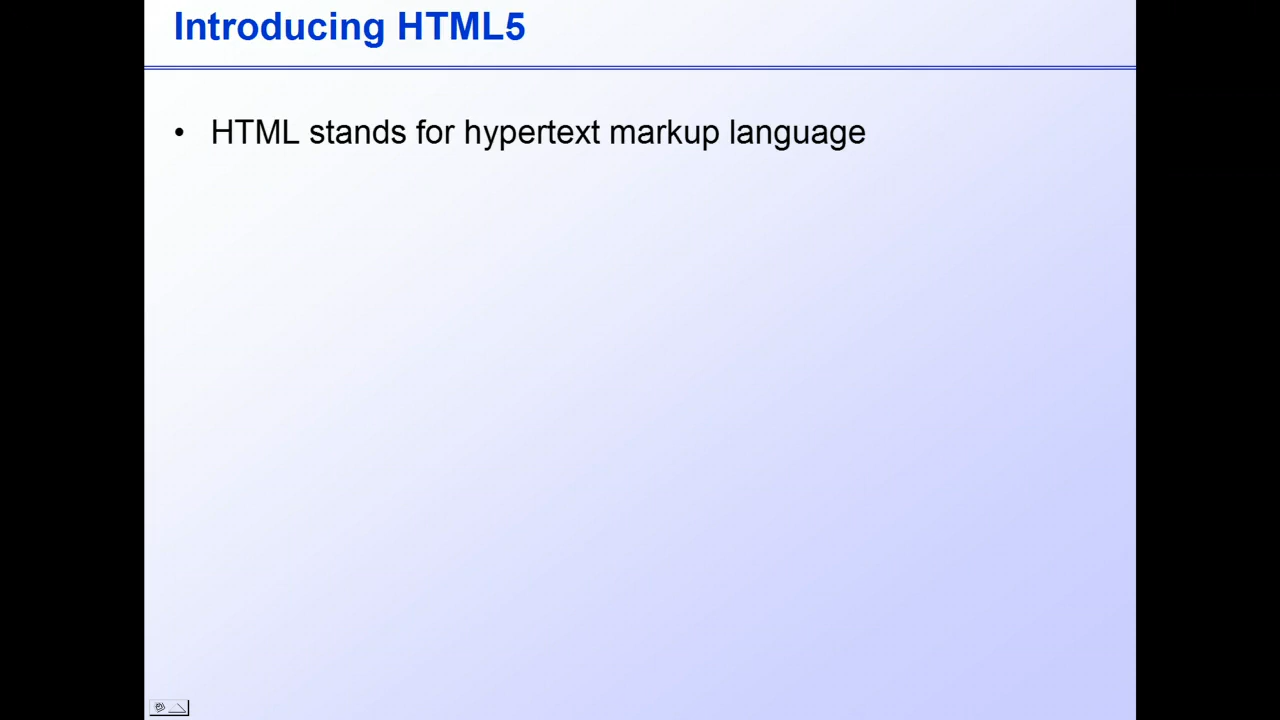 Introducing HTML5
• HTML stands for hypertext markup language